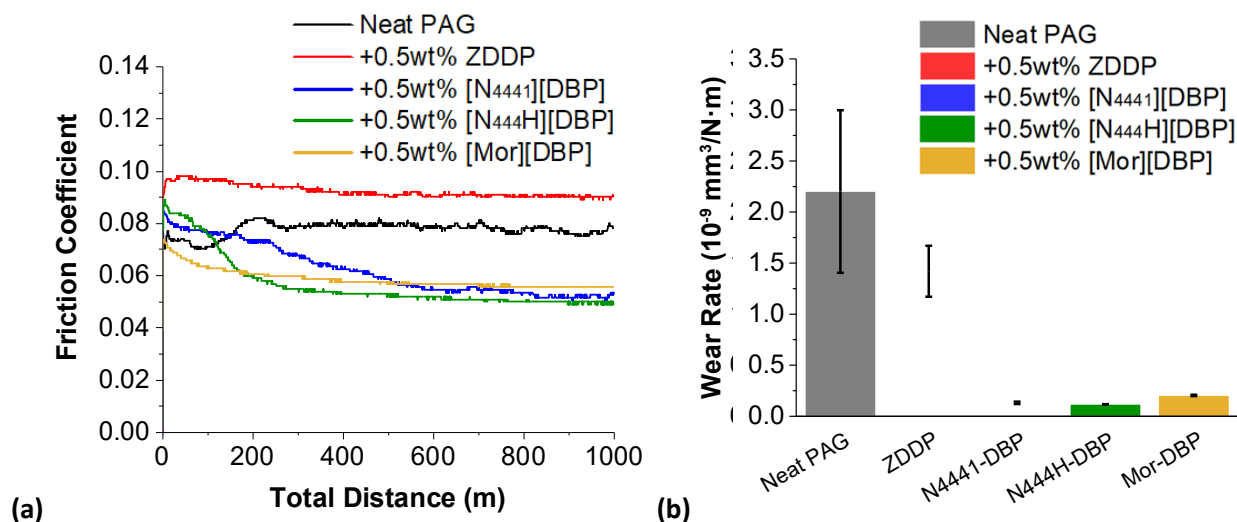 Neat PAG
+0.5wt% ZDDP
+0.5wt% [N4441][DBP]
+0.5wt% [N444H][DBP]
+0.5wt% [Mor][DBP]
0.14
0.12
0.10
0.08
0.06
0.04
0.02
0.00
Friction Coefficient
0 200 400 600 800 1000
Total Distance (m)
(a)
Neat PAG
+0.5wt% ZDDP
+0.5wt% [N4441][DBP]
+0.5wt% [N444H][DBP]
+0.5wt% [Mor][DBP]
3.5
3.0
2.5
2.0
1.5
1.0
0.5
0.0
Wear Rate (10⁻⁹ mm³/N·m)
Neat PAG
ZDDP
N4441-DBP
N444H-DBP
Mor-DBP
(b)